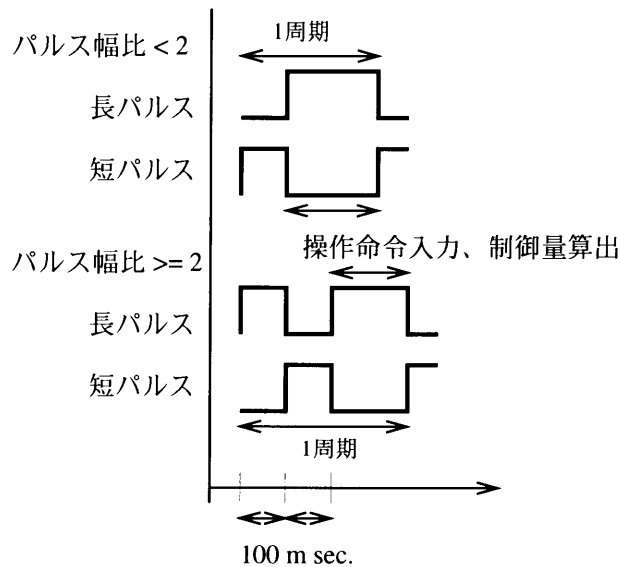 1周期
パルス幅比 < 2
長パルス
短パルス
操作命令入力、制御量算出
パルス幅比 >= 2
長パルス
短パルス
1周期
100 m sec.